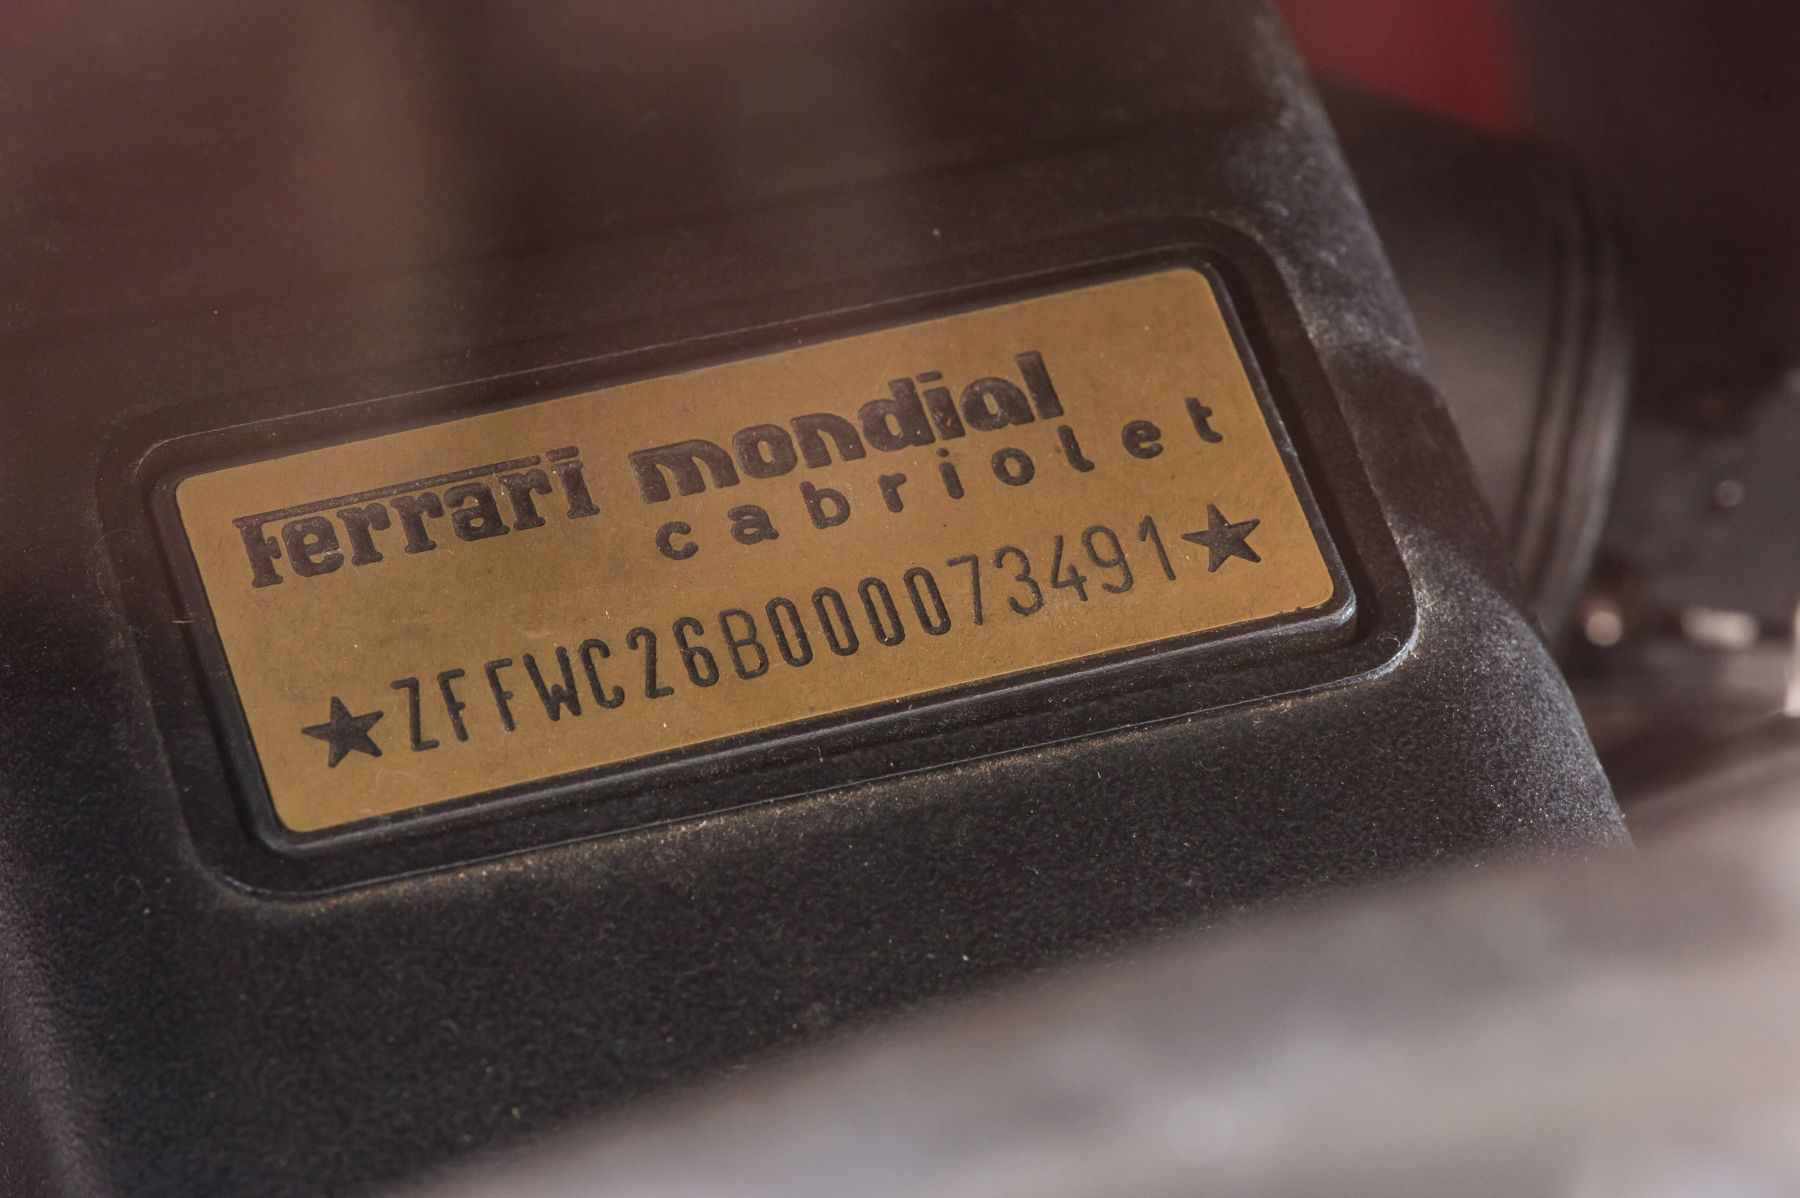 Ferrari mondial
cabriolet
★ZFFWC26B000073491★